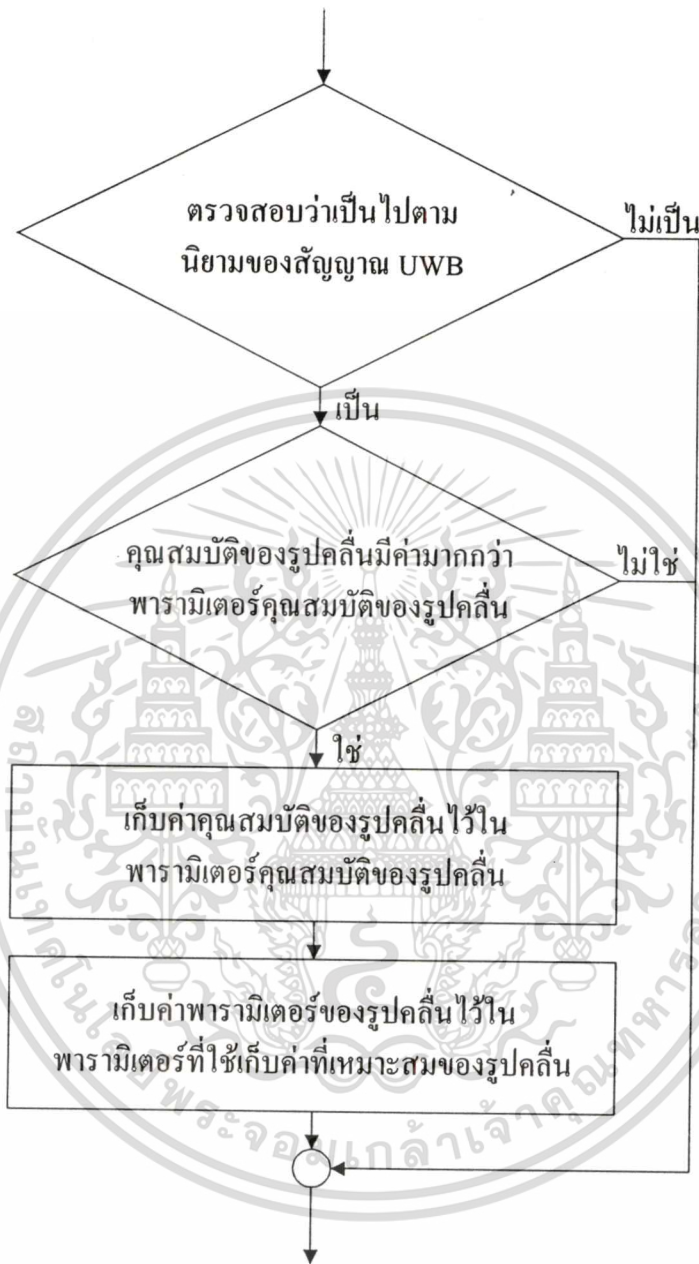 ตรวจสอบว่าเป็นไปตาม
นิยามของสัญญาณ UWB
ไม่เป็น
เป็น
คุณสมบัติของรูปคลื่นมีค่ามากกว่า
พารามิเตอร์คุณสมบัติของรูปคลื่น
ไม่ใช่
ใช่
เก็บค่าคุณสมบัติของรูปคลื่นไว้ใน
พารามิเตอร์คุณสมบัติของรูปคลื่น
เก็บค่าพารามิเตอร์ของรูปคลื่นไว้ใน
พารามิเตอร์ที่ใช้เก็บค่าที่เหมาะสมของรูปคลื่น